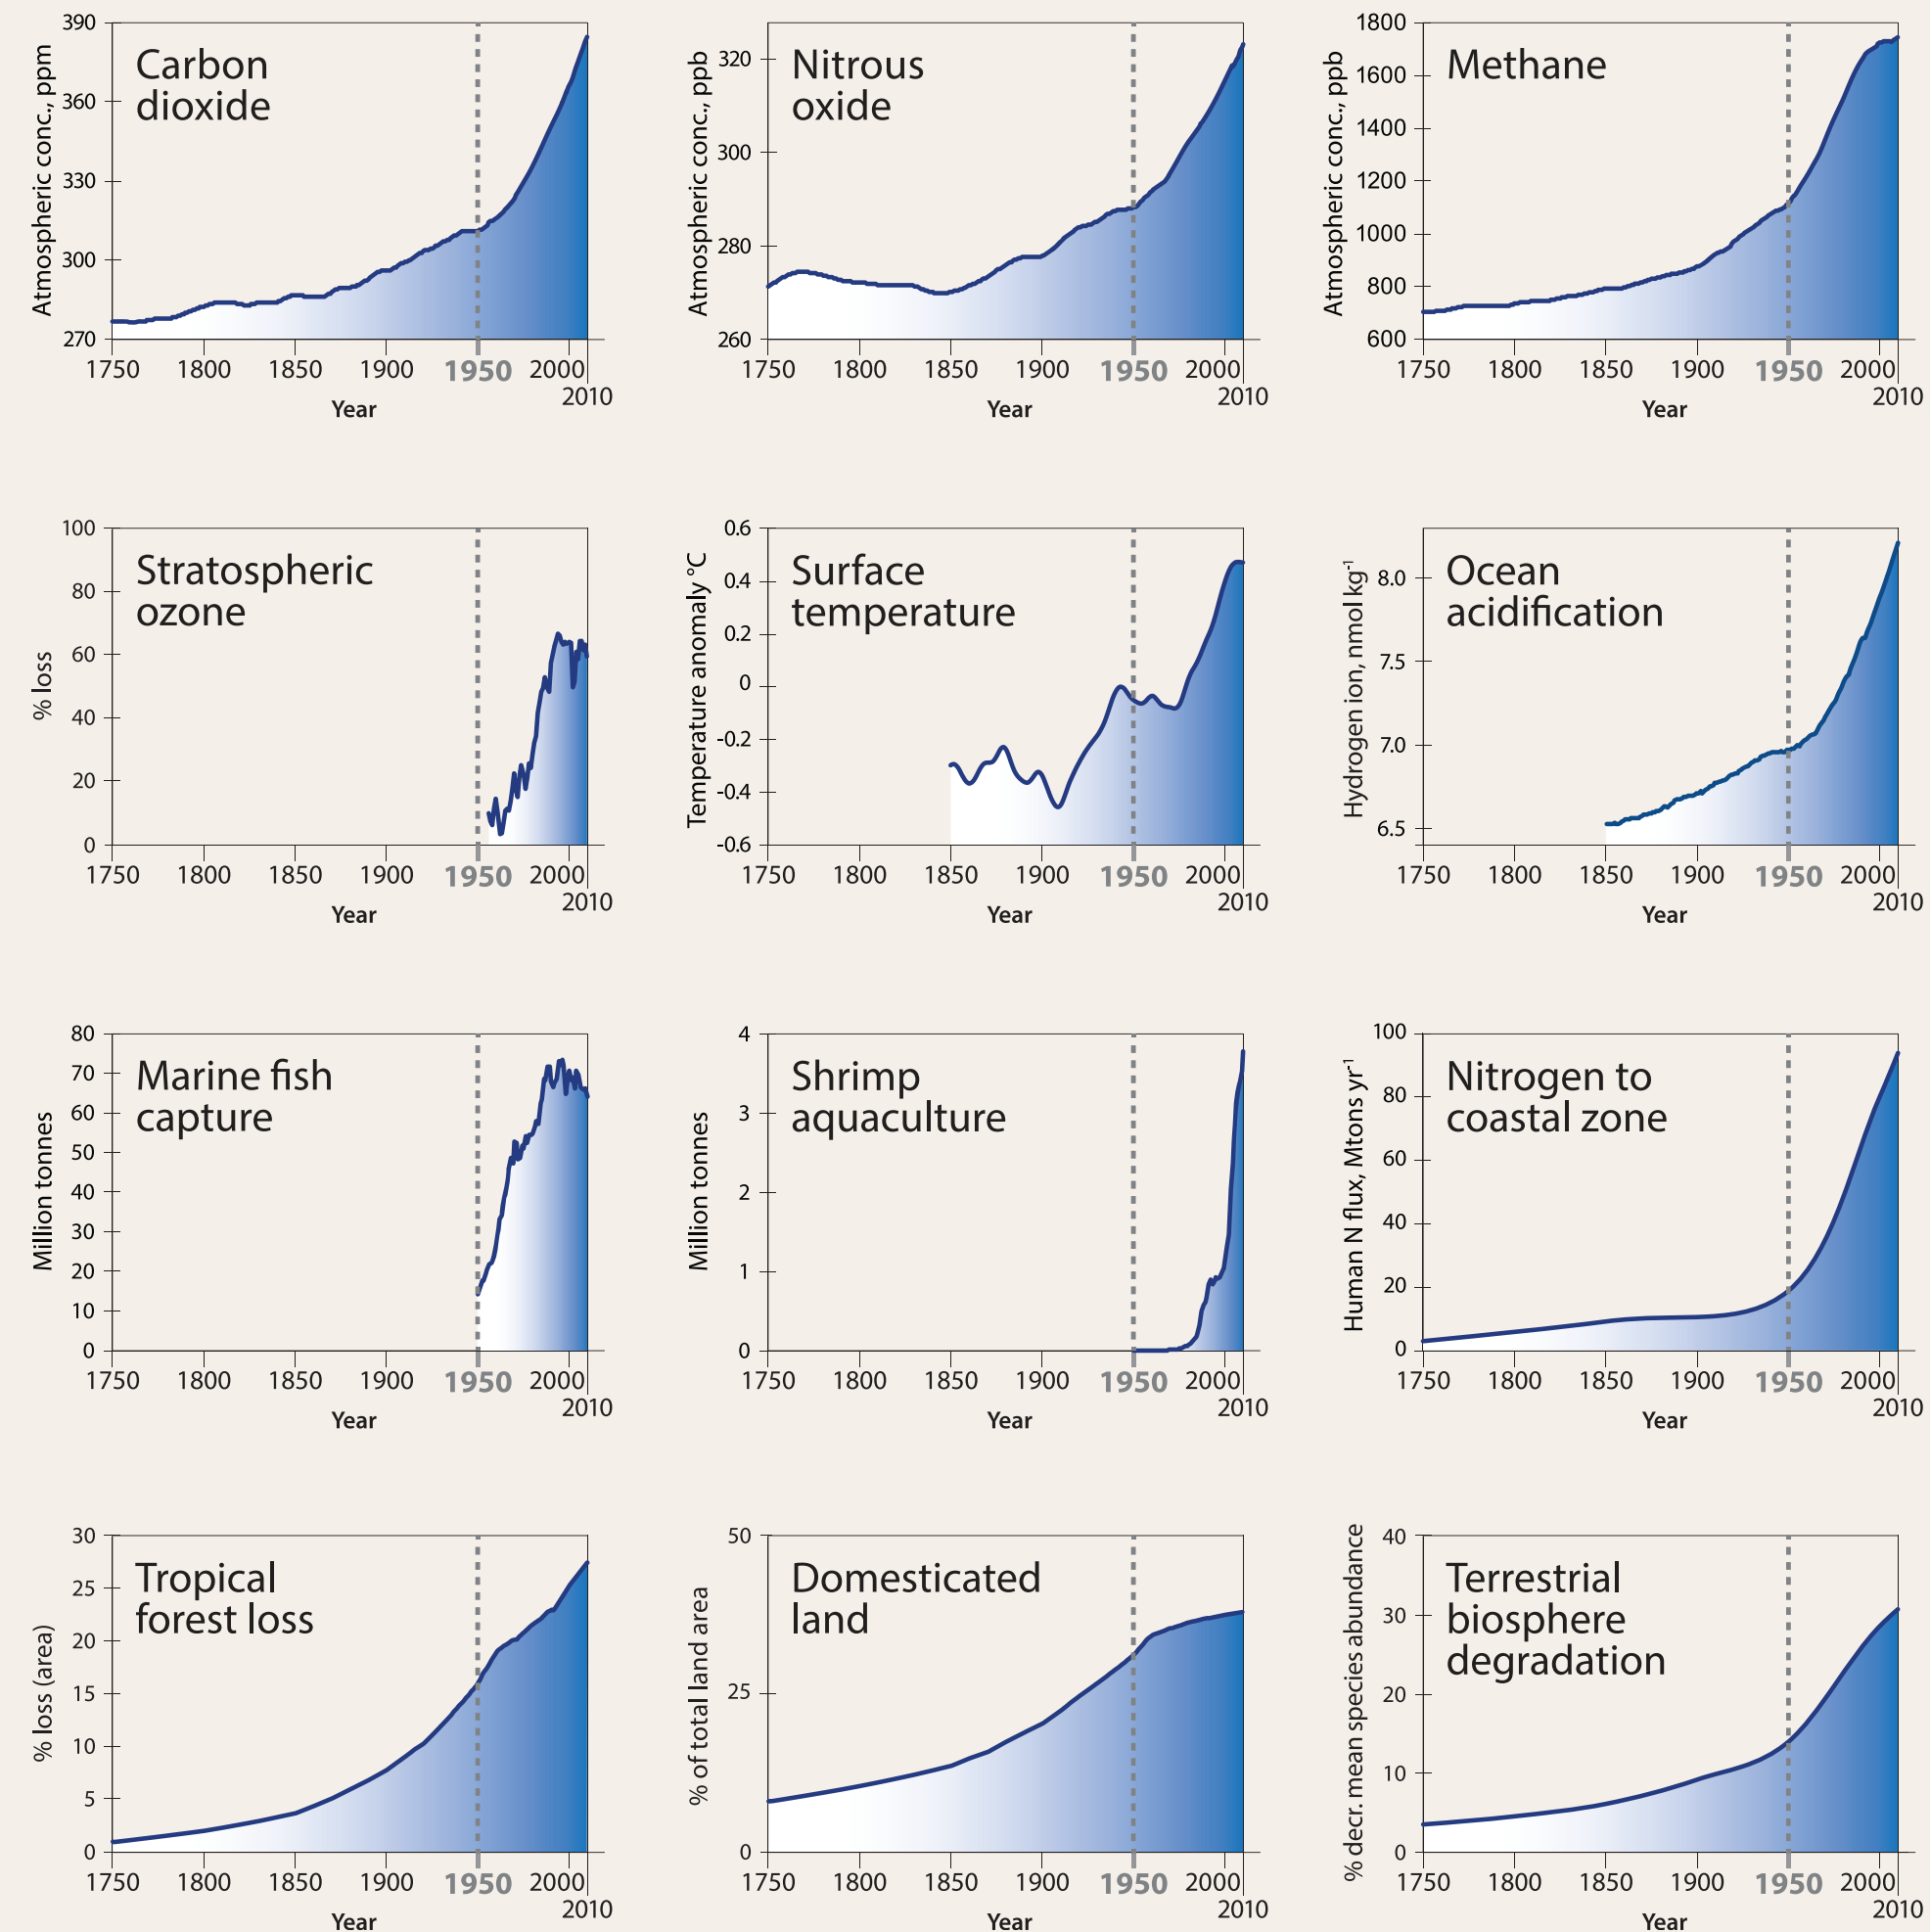 Carbon
dioxide
Atmospheric conc., ppm
390
360
330
300
270
1750 1800 1850 1900 1950 2000
2010
Year
Nitrous
oxide
Atmospheric conc., ppb
320
300
280
260
1750 1800 1850 1900 1950 2000
2010
Year
Methane
Atmospheric conc., ppb
1800
1600
1400
1200
1000
800
600
1750 1800 1850 1900 1950 2000
2010
Year
Stratospheric
ozone
% loss
100
80
60
40
20
0
1750 1800 1850 1900 1950 2000
2010
Year
Surface
temperature
Temperature anomaly °C
0.6
0.4
0.2
0
-0.2
-0.4
-0.6
1750 1800 1850 1900 1950 2000
2010
Year
Ocean
acidification
Hydrogen ion, nmol kg⁻¹
8.0
7.5
7.0
6.5
1750 1800 1850 1900 1950 2000
2010
Year
Marine fish
capture
Million tonnes
80
70
60
50
40
30
20
10
0
1750 1800 1850 1900 1950 2000
2010
Year
Shrimp
aquaculture
Million tonnes
4
3
2
1
0
1750 1800 1850 1900 1950 2000
2010
Year
Nitrogen to
coastal zone
Human N flux, Mtons yr⁻¹
100
80
60
40
20
0
1750 1800 1850 1900 1950 2000
2010
Year
Tropical
forest loss
% loss (area)
30
25
20
15
10
5
0
1750 1800 1850 1900 1950 2000
2010
Year
Domesticated
land
% of total land area
50
25
0
1750 1800 1850 1900 1950 2000
2010
Year
Terrestrial
biosphere
degradation
% decr. mean species abundance
40
30
20
10
0
1750 1800 1850 1900 1950 2000
2010
Year